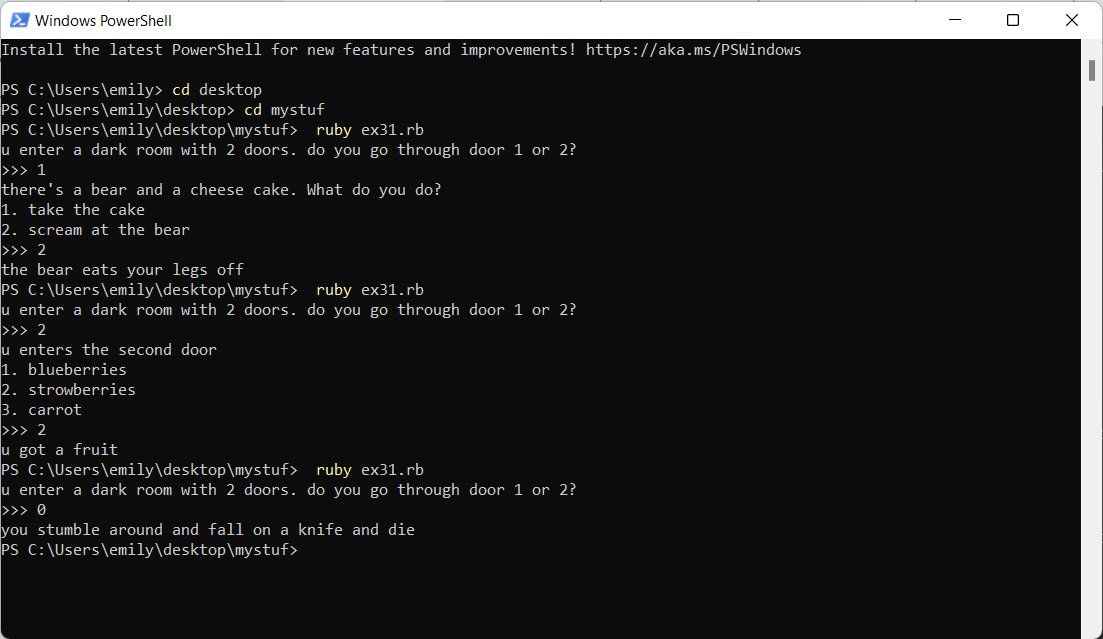 Windows PowerShell
Install the latest PowerShell for new features and improvements! https://aka.ms/PSWindows
PS C:\Users\emily> cd desktop
PS C:\Users\emily\desktop> cd mystuf
PS C:\Users\emily\desktop\mystuf>  ruby ex31.rb
u enter a dark room with 2 doors. do you go through door 1 or 2?
>>> 1
there's a bear and a cheese cake. What do you do?
1. take the cake
2. scream at the bear
>>> 2
the bear eats your legs off
PS C:\Users\emily\desktop\mystuf>  ruby ex31.rb
u enter a dark room with 2 doors. do you go through door 1 or 2?
>>> 2
u enters the second door
1. blueberries
2. strowberries
3. carrot
>>> 2
u got a fruit
PS C:\Users\emily\desktop\mystuf>  ruby ex31.rb
u enter a dark room with 2 doors. do you go through door 1 or 2?
>>> 0
you stumble around and fall on a knife and die
PS C:\Users\emily\desktop\mystuf>